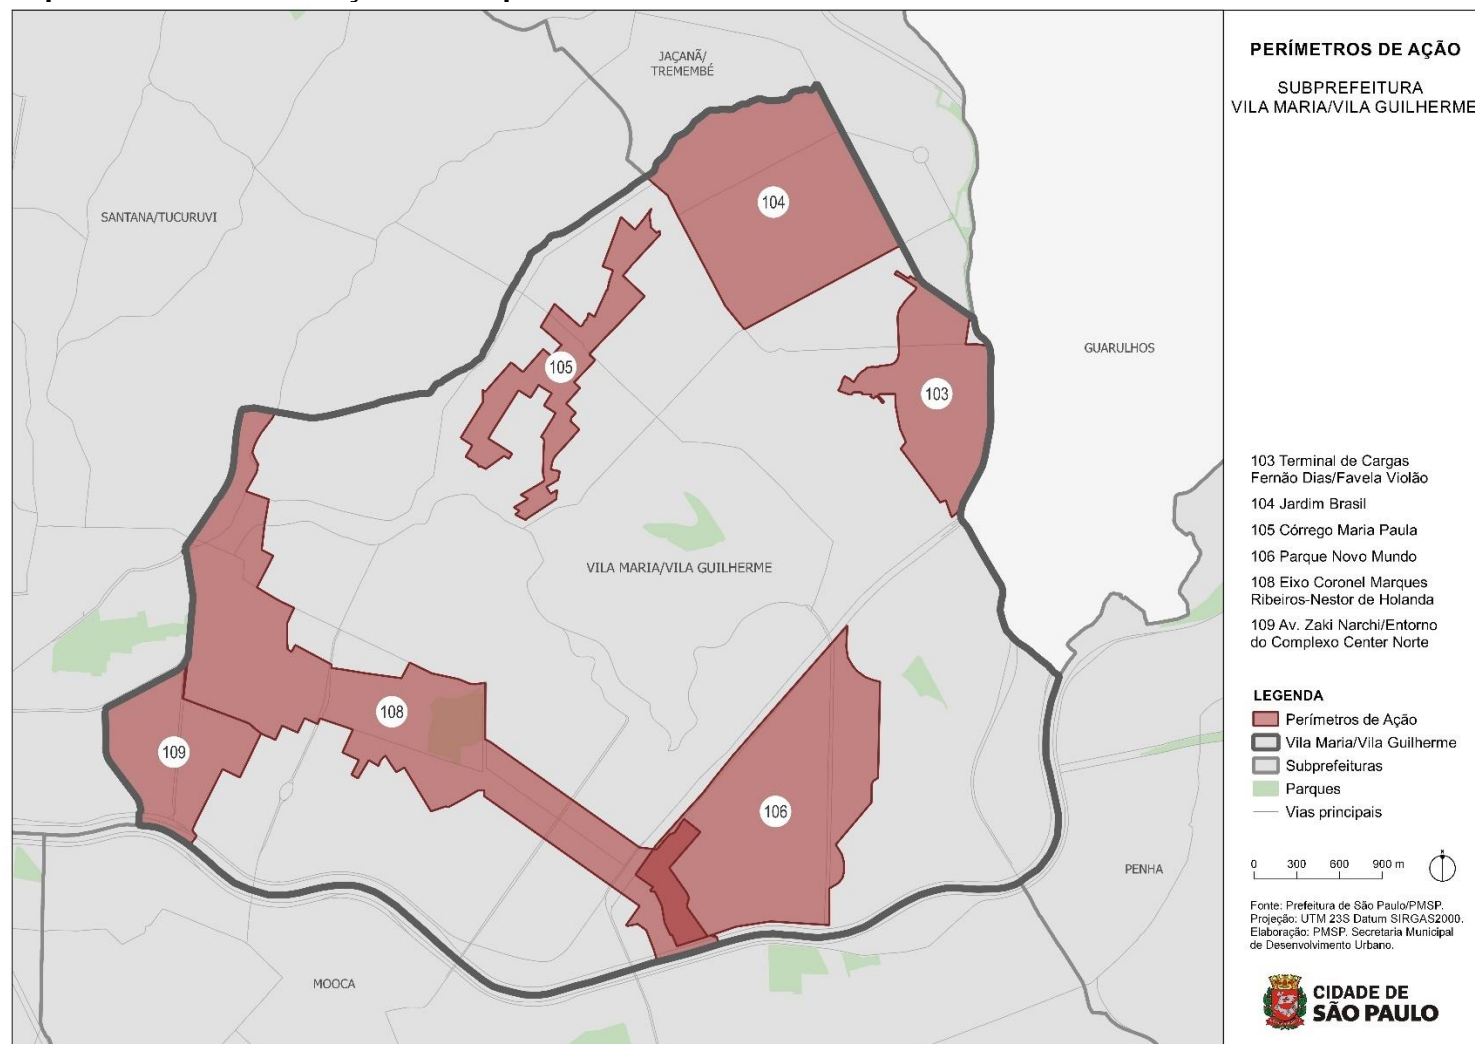 JAÇANÃ/
TREMEMBÉ
SANTANA/TUCURUVI
104
105
103
GUARULHOS
VILA MARIA/VILA GUILHERME
108
109
106
PENHA
MOOCA
PERÍMETROS DE AÇÃO
SUBPREFEITURA
VILA MARIA/VILA GUILHERME
103 Terminal de Cargas
Fernão Dias/Favela Violão
104 Jardim Brasil
105 Córrego Maria Paula
106 Parque Novo Mundo
108 Eixo Coronel Marques
Ribeiros-Nestor de Holanda
109 Av. Zaki Narchi/Entorno
do Complexo Center Norte
LEGENDA
Perímetros de Ação
Vila Maria/Vila Guilherme
Subprefeituras
Parques
Vias principais
0 300 600 900 m
Fonte: Prefeitura de São Paulo/PMSP.
Projeção: UTM 23S Datum SIRGAS2000.
Elaboração: PMSP. Secretaria Municipal
de Desenvolvimento Urbano.
CIDADE DE
SÃO PAULO